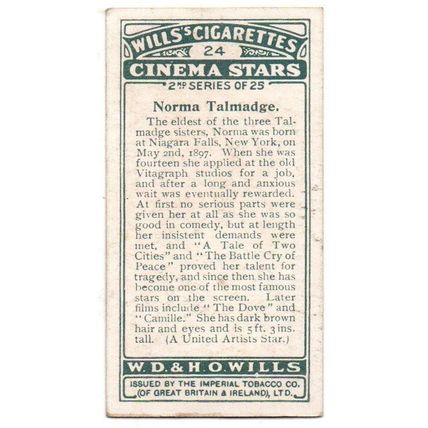 WILLS'S CIGARETTES
24
CINEMA STARS
2ND SERIES OF 25
Norma Talmadge.
The eldest of the three Tal-
madge sisters, Norma was born
at Niagara Falls, New York, on
May 2nd, 1897. When she was
fourteen she applied at the old
Vitagraph studios for a job,
and after a long and anxious
wait was eventually rewarded.
At first no serious parts were
given her at all as she was so
good in comedy, but at length
her insistent demands were
met, and "A Tale of Two
Cities" and "The Battle Cry of
Peace" proved her talent for
tragedy, and since then she has
become one of the most famous
stars on the screen. Later
films include "The Dove" and
"Camille." She has dark brown
hair and eyes and is 5 ft. 3 ins.
tall. (A United Artists Star.)
W.D. & H.O. WILLS
ISSUED BY THE IMPERIAL TOBACCO CO.
(OF GREAT BRITAIN & IRELAND), LTD.